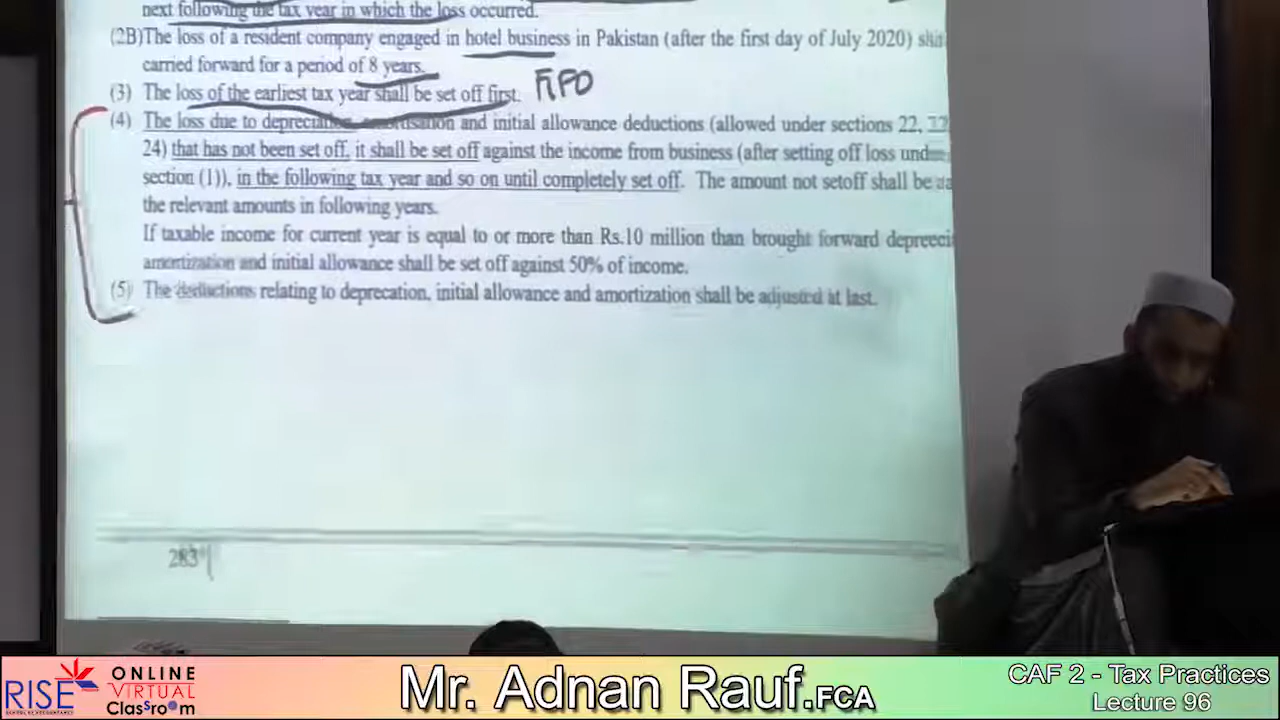 next following the tax year in which the loss occurred.
(2B)The loss of a resident company engaged in hotel business in Pakistan (after the first day of July 2020)
carried forward for a period of 8 years.
(3) The loss of the earliest tax year shall be set off first. FIFO
(4) The loss due to depreciation, amortisation and initial allowance deductions (allowed under sections 22,
24) that has not been set off, it shall be set off against the income from business (after setting off loss
section (1)), in the following tax year and so on until completely set off. The amount not setoff shall be
the relevant amounts in following years.
If taxable income for current year is equal to or more than Rs.10 million than brought forward
amortization and initial allowance shall be set off against 50% of income.
(5) The deductions relating to deprecation, initial allowance and amortization shall be adjusted at last.
283
RISE
ONLINE
VIRTUAL
Classroom
Mr. Adnan Rauf.FCA
CAF 2 - Tax Practices
Lecture 96